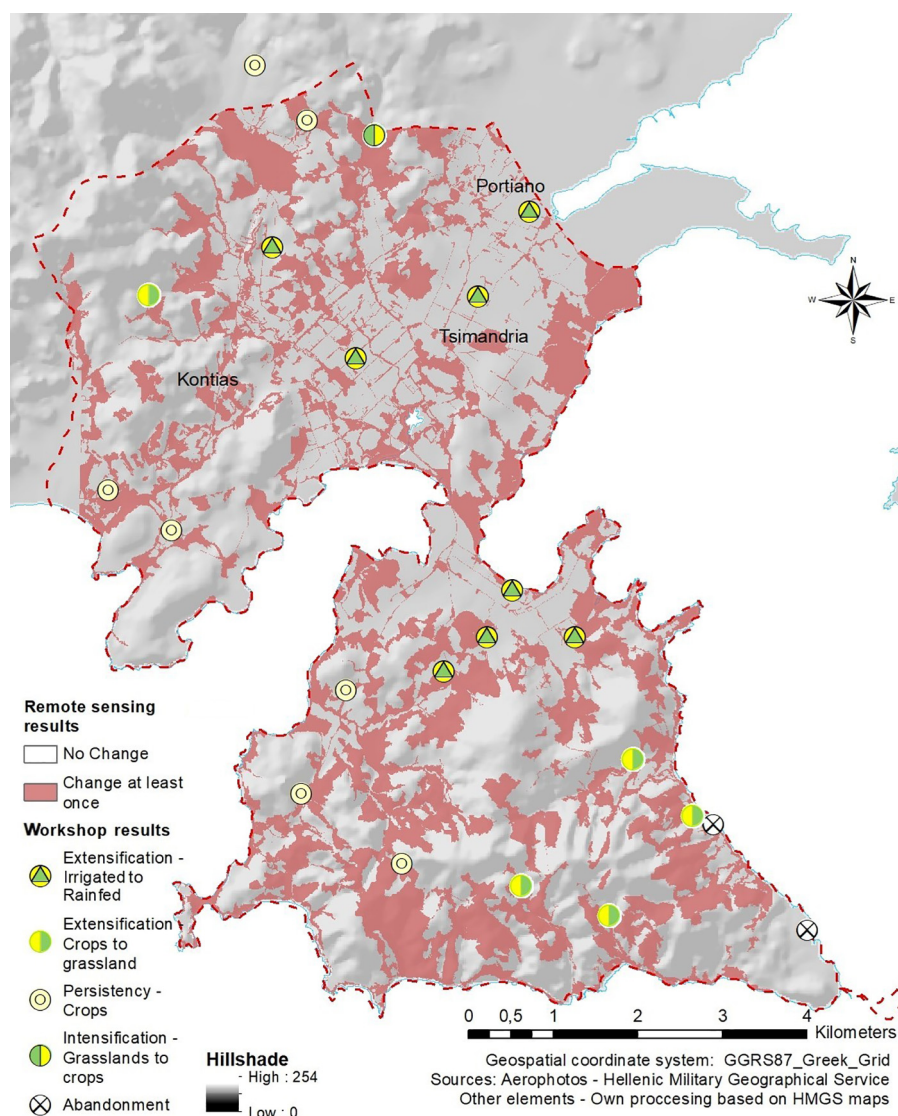 Portiano
Tsimandria
Kontias
N
W
E
S
Remote sensing
results
No Change
Change at least
once
Workshop results
Extensification -
Irrigated to
Rainfed
Extensification
Crops to
grassland
Persistency -
Crops
Intensification -
Grasslands to
crops
Abandonment
Hillshade
High : 254
Low : 0
0 0,5 1 2 3 4
Kilometers
Geospatial coordinate system: GGRS87_Greek_Grid
Sources: Aerophotos - Hellenic Military Geographical Service
Other elements - Own proccesing based on HMGS maps